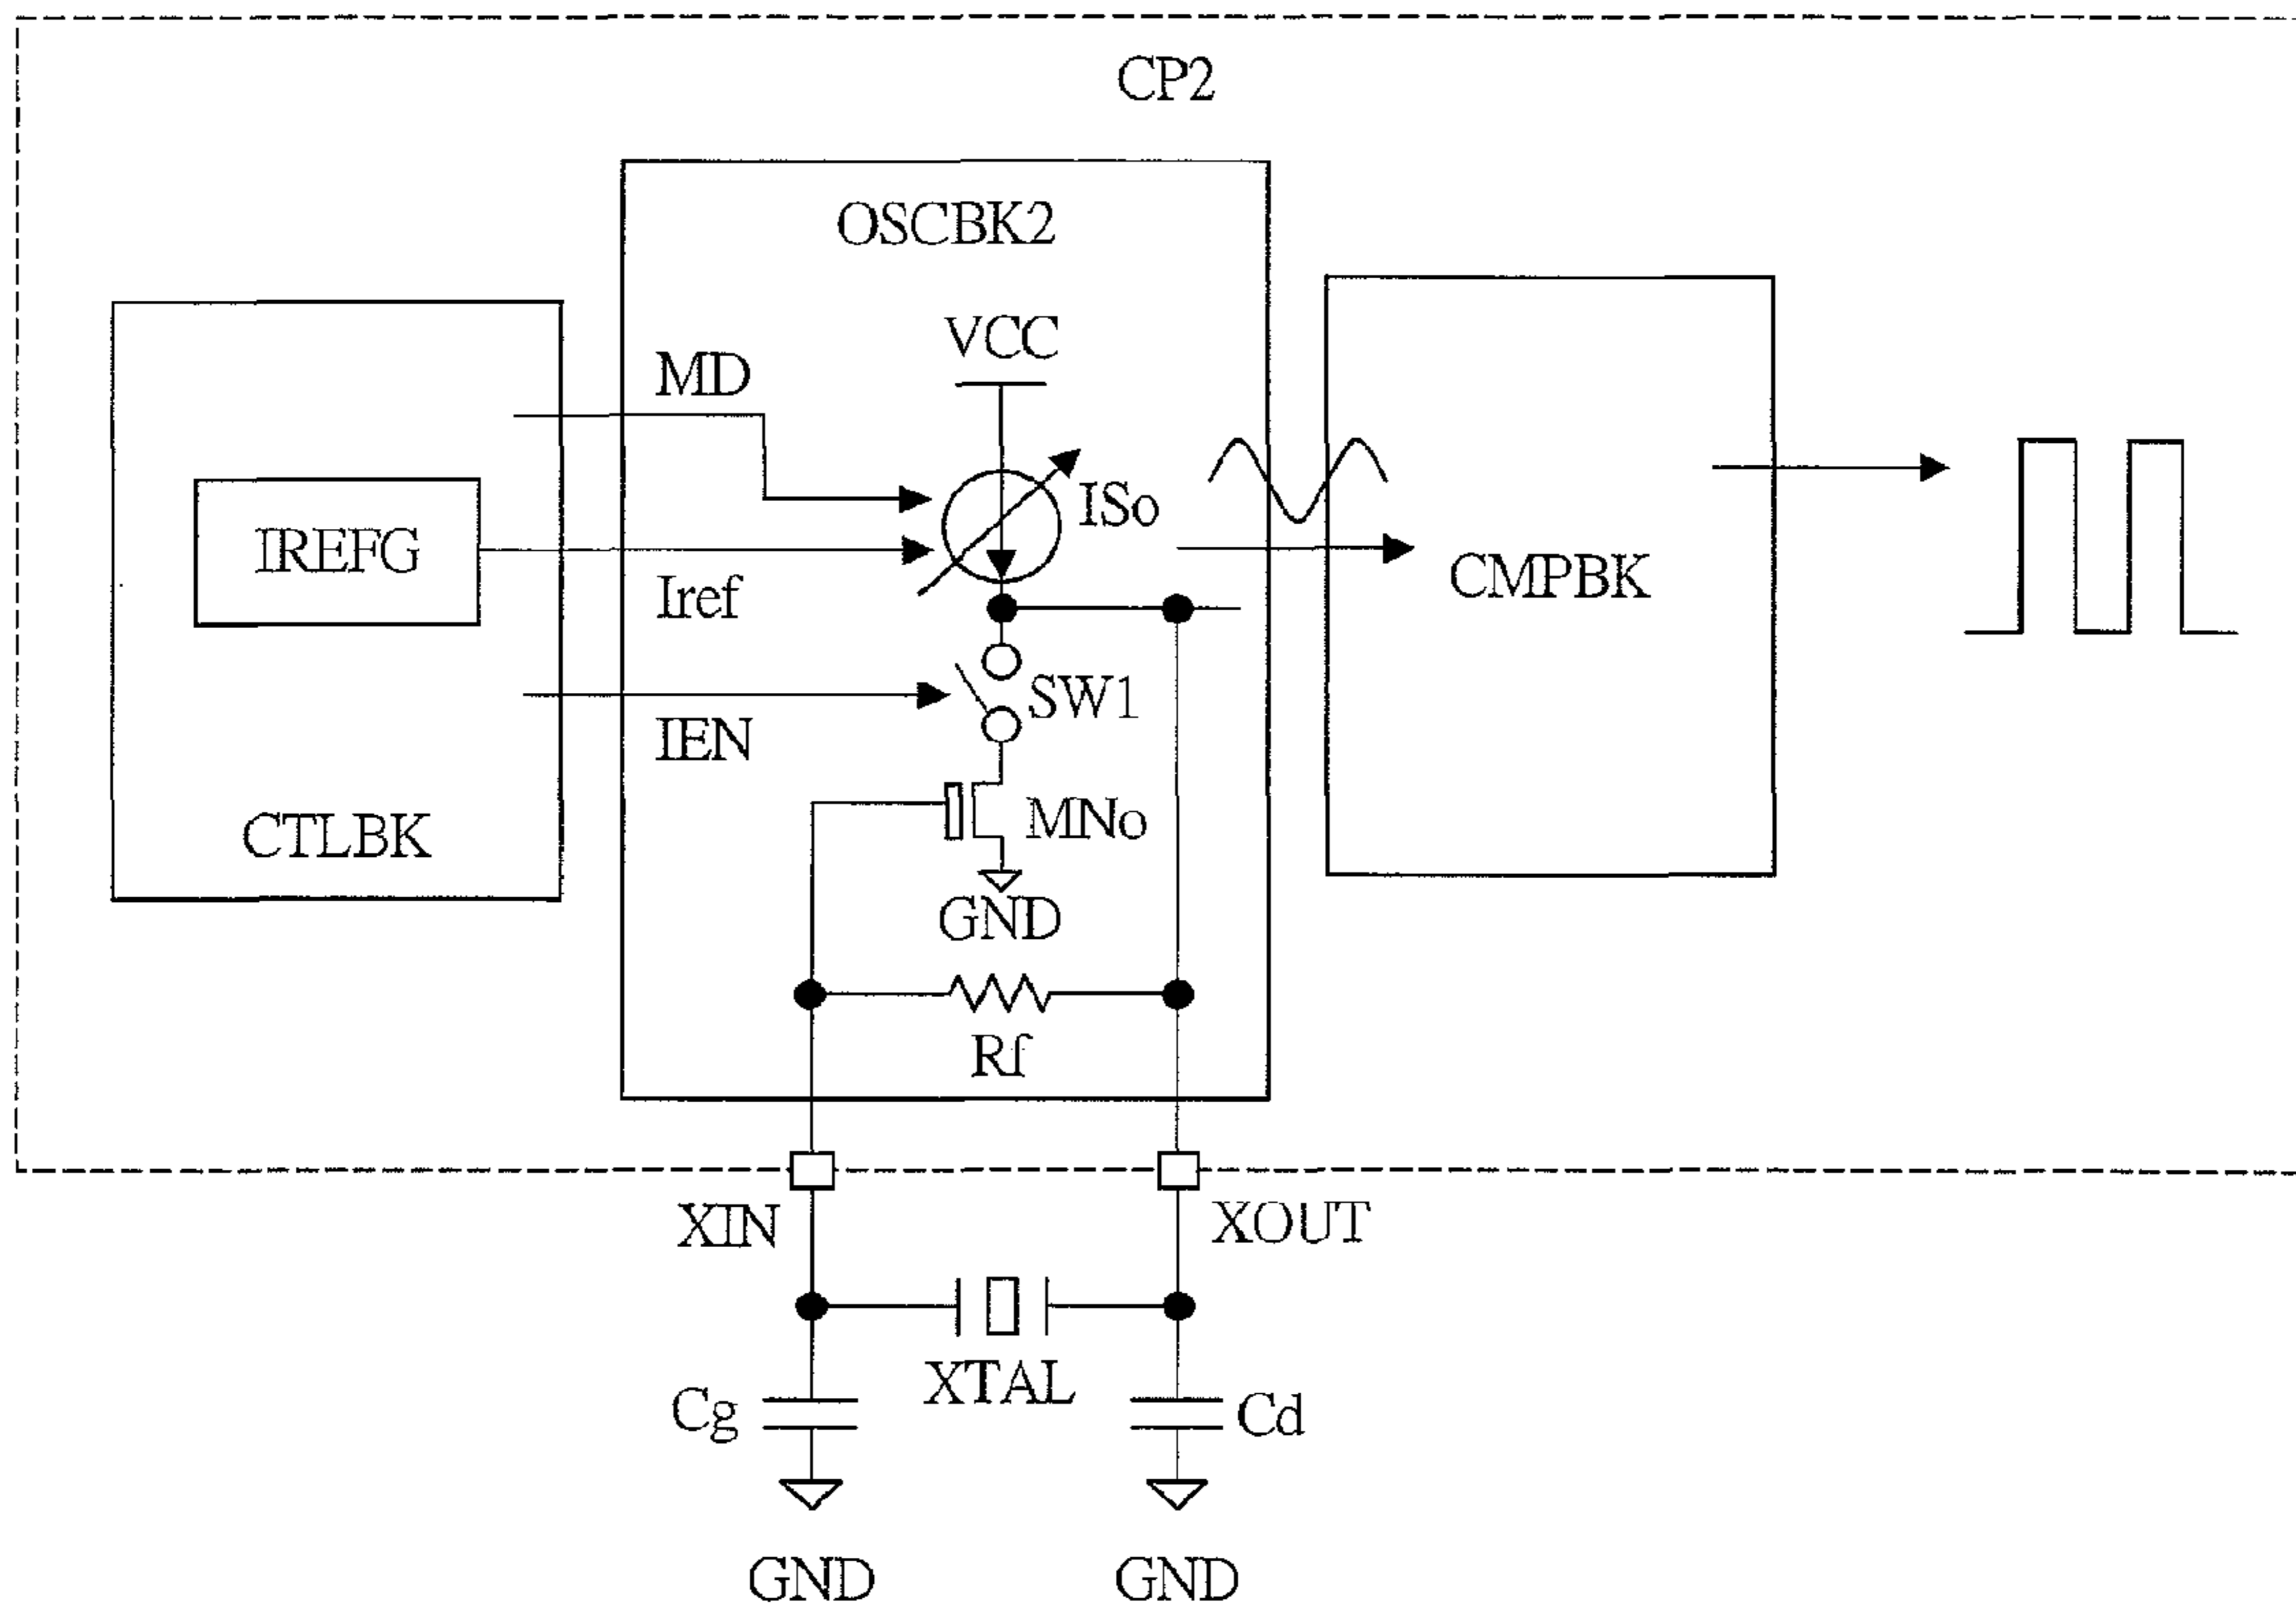 CP2
OSCBK2
VCC
MD
ISo
IREFG
Iref
CMPBK
SW1
IEN
MNo
CTLBK
GND
Rf
XIN
XOUT
XTAL
Cg
Cd
GND
GND